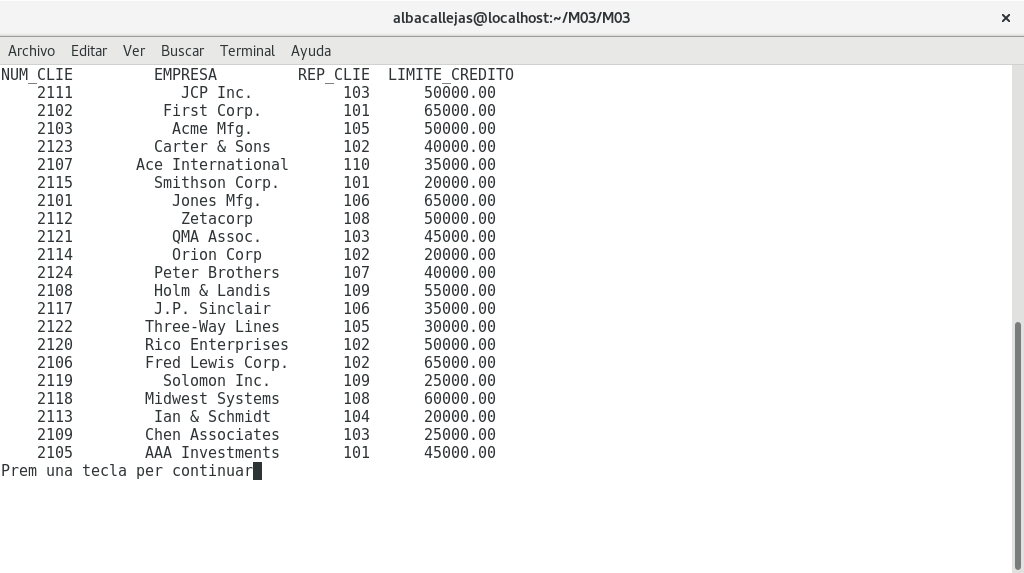 albacallejas@localhost:~/M03/M03 ×
Archivo Editar Ver Buscar Terminal Ayuda
NUM_CLIE EMPRESA REP_CLIE LIMITE_CREDITO
2111 JCP Inc. 103 50000.00
2102 First Corp. 101 65000.00
2103 Acme Mfg. 105 50000.00
2123 Carter & Sons 102 40000.00
2107 Ace International 110 35000.00
2115 Smithson Corp. 101 20000.00
2101 Jones Mfg. 106 65000.00
2112 Zetacorp 108 50000.00
2121 QMA Assoc. 103 45000.00
2114 Orion Corp 102 20000.00
2124 Peter Brothers 107 40000.00
2108 Holm & Landis 109 55000.00
2117 J.P. Sinclair 106 35000.00
2122 Three-Way Lines 105 30000.00
2120 Rico Enterprises 102 50000.00
2106 Fred Lewis Corp. 102 65000.00
2119 Solomon Inc. 109 25000.00
2118 Midwest Systems 108 60000.00
2113 Ian & Schmidt 104 20000.00
2109 Chen Associates 103 25000.00
2105 AAA Investments 101 45000.00
Prem una tecla per continuar